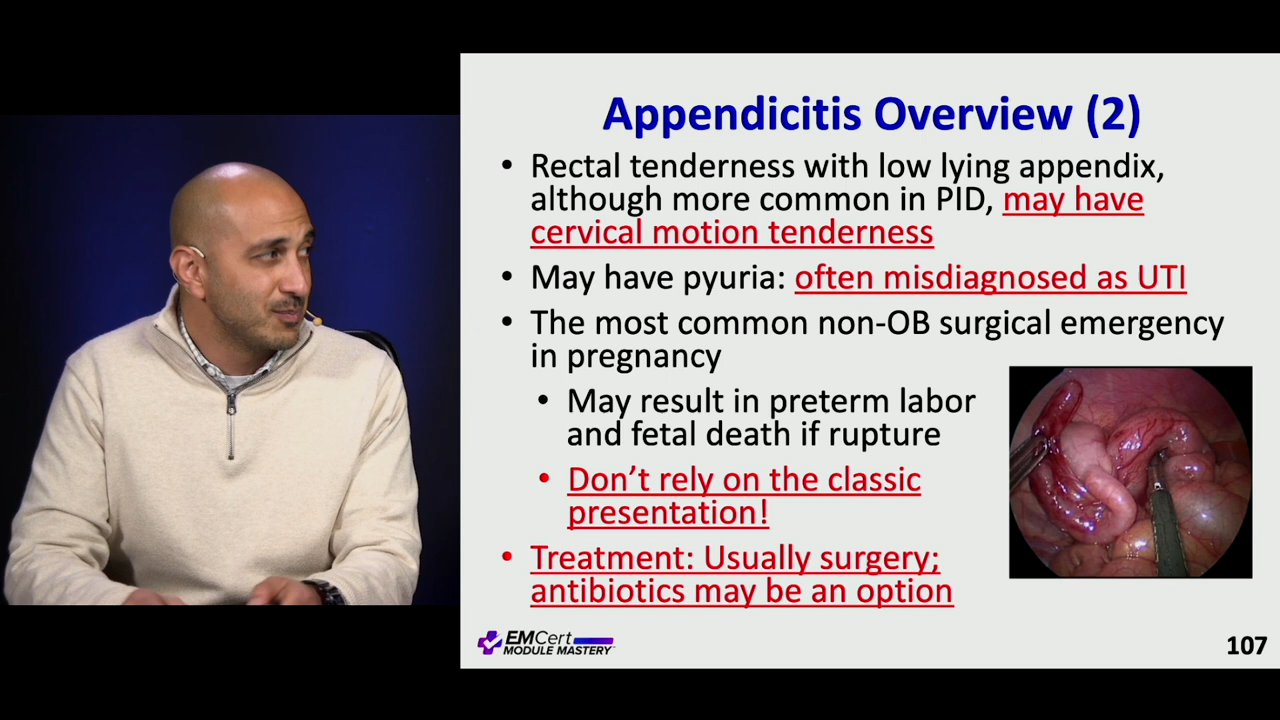 Appendicitis Overview (2)
• Rectal tenderness with low lying appendix,
although more common in PID, may have
cervical motion tenderness
• May have pyuria: often misdiagnosed as UTI
• The most common non-OB surgical emergency
in pregnancy
• May result in preterm labor
and fetal death if rupture
• Don’t rely on the classic
presentation!
• Treatment: Usually surgery;
antibiotics may be an option
EMCert
MODULE MASTERY
107